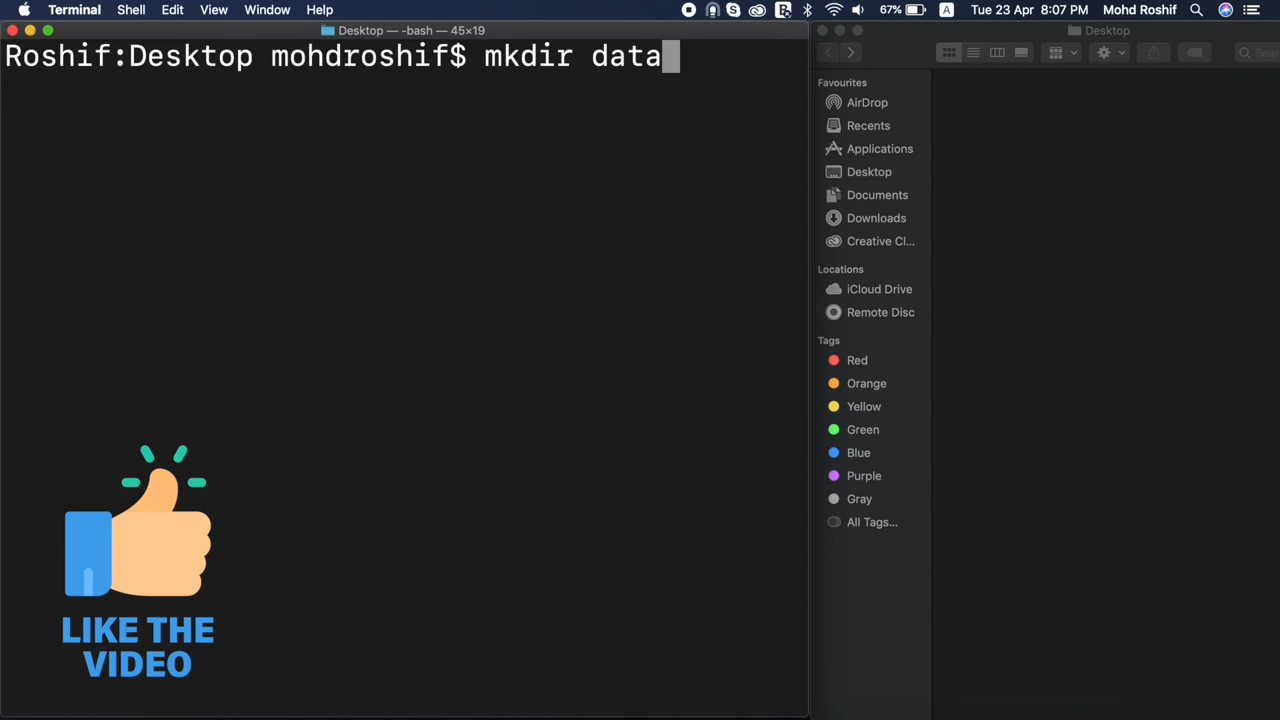 Terminal Shell Edit View Window Help 67% A Tue 23 Apr 8:07 PM Mohd Roshif
Desktop — -bash — 45×19
Roshif:Desktop mohdroshif$ mkdir data
LIKE THE
VIDEO
Desktop
Sea
Favourites
AirDrop
Recents
Applications
Desktop
Documents
Downloads
Creative Cl...
Locations
iCloud Drive
Remote Disc
Tags
Red
Orange
Yellow
Green
Blue
Purple
Gray
All Tags...